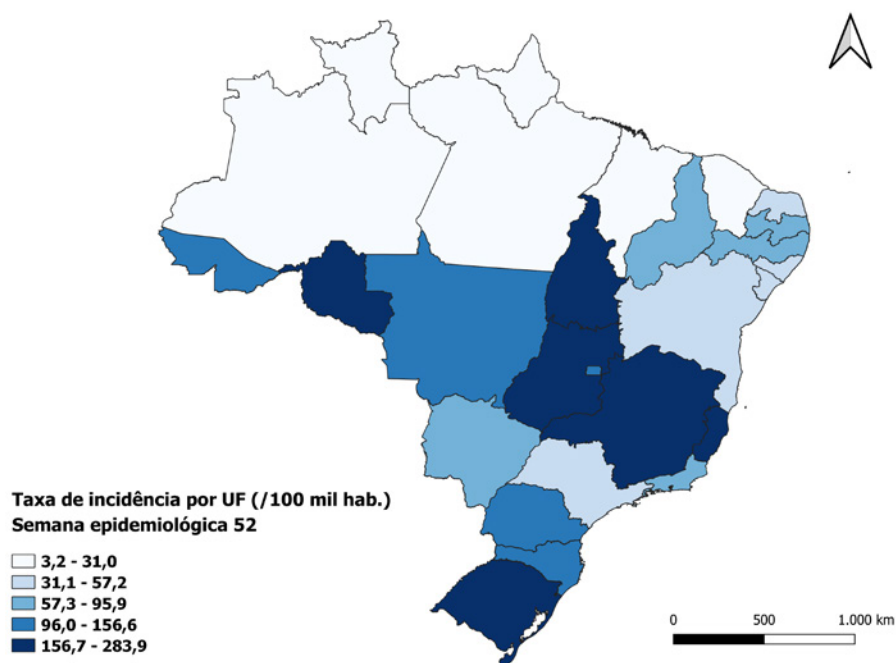 Taxa de incidência por UF (/100 mil hab.)
Semana epidemiológica 52
3,2 - 31,0
31,1 - 57,2
57,3 - 95,9
96,0 - 156,6
156,7 - 283,9
0 500 1.000 km